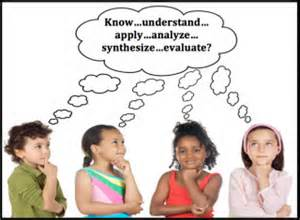 Know...understand...
apply...analyze...
synthesize...evaluate?